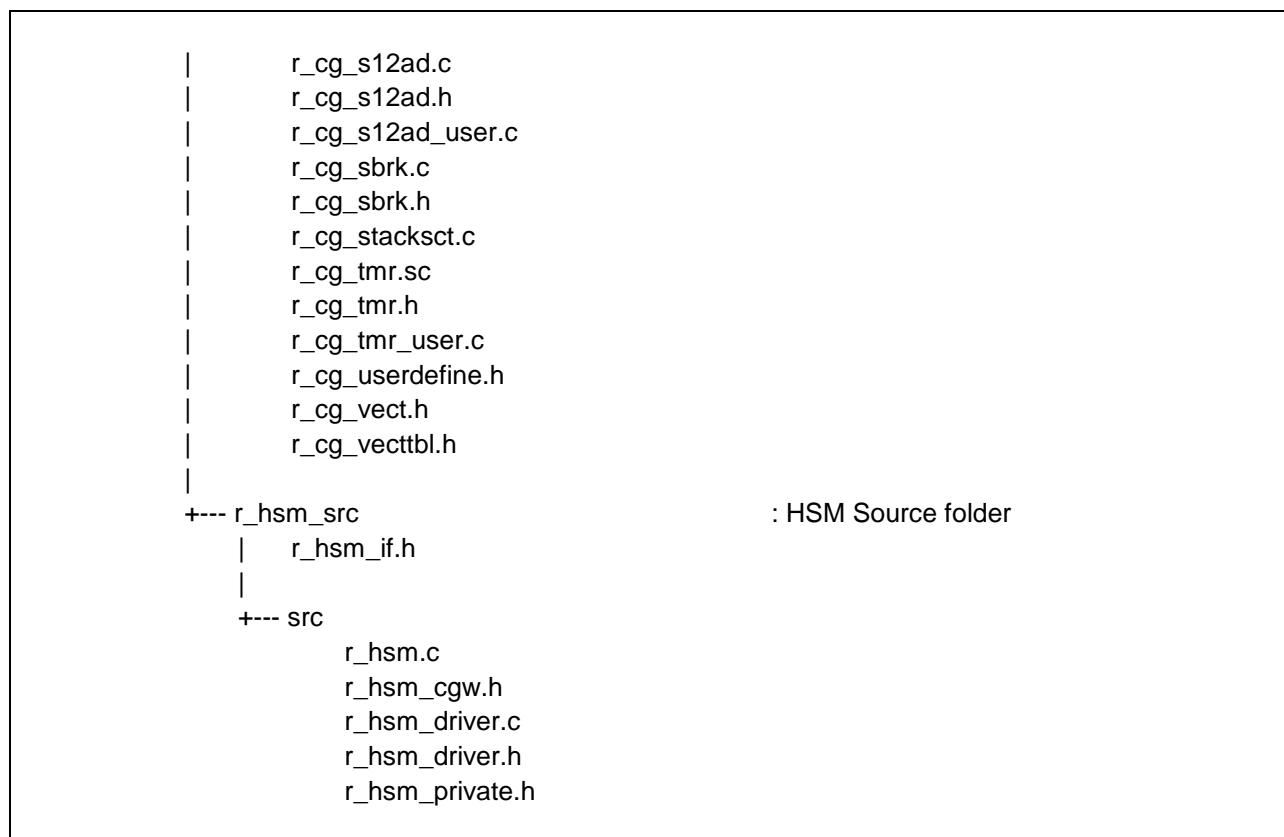 | r_cg_s12ad.c
| r_cg_s12ad.h
| r_cg_s12ad_user.c
| r_cg_sbrk.c
| r_cg_sbrk.h
| r_cg_stacksct.c
| r_cg_tmr.sc
| r_cg_tmr.h
| r_cg_tmr_user.c
| r_cg_userdefine.h
| r_cg_vect.h
| r_cg_vecttbl.h
|
+--- r_hsm_src : HSM Source folder
| r_hsm_if.h
|
+--- src
r_hsm.c
r_hsm_cgw.h
r_hsm_driver.c
r_hsm_driver.h
r_hsm_private.h